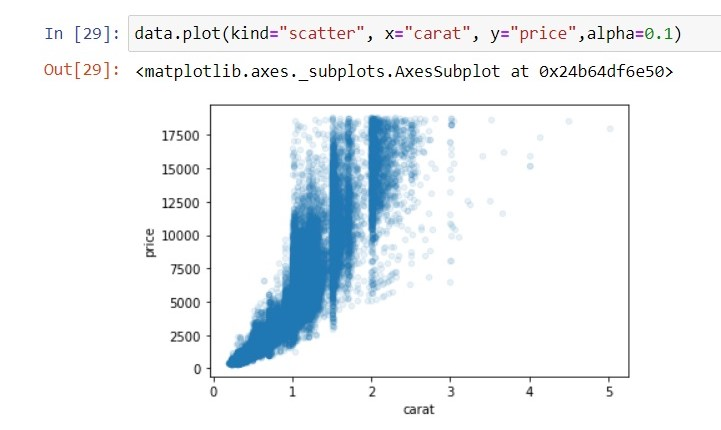 In [29]: data.plot(kind="scatter", x="carat", y="price",alpha=0.1)
Out[29]: <matplotlib.axes._subplots.AxesSubplot at 0x24b64df6e50>
17500
15000
12500
10000
7500
5000
2500
0
price
0 1 2 3 4 5
carat